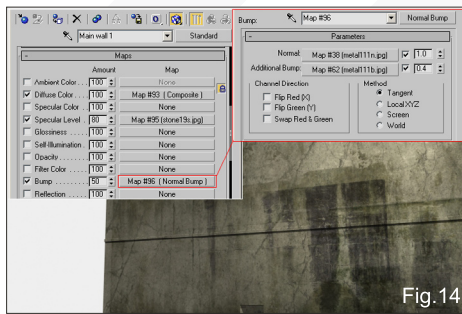 Main wall 1
Standard
Maps
Amount
Map
Ambient Color . . . 100
None
Diffuse Color . . . 100
Map #93 ( Composite )
Specular Color . . 100
None
Specular Level . 80
Map #95 (stone19s.jpg)
Glossiness . . . . . 100
None
Self-Illumination . 100
None
Opacity . . . . . . . 100
None
Filter Color . . . . . 100
None
Bump . . . . . . . . . 50
Map #96 ( Normal Bump )
Reflection . . . . . 100
None
Bump:
Map #96
Normal Bump
Parameters
Normal:
Map #38 (metal111n.jpg)
1.0
Additional Bump:
Map #62 (metal111b.jpg)
0.4
Channel Direction
Flip Red (X)
Flip Green (Y)
Swap Red & Green
Method
Tangent
Local XYZ
Screen
World
Fig.14